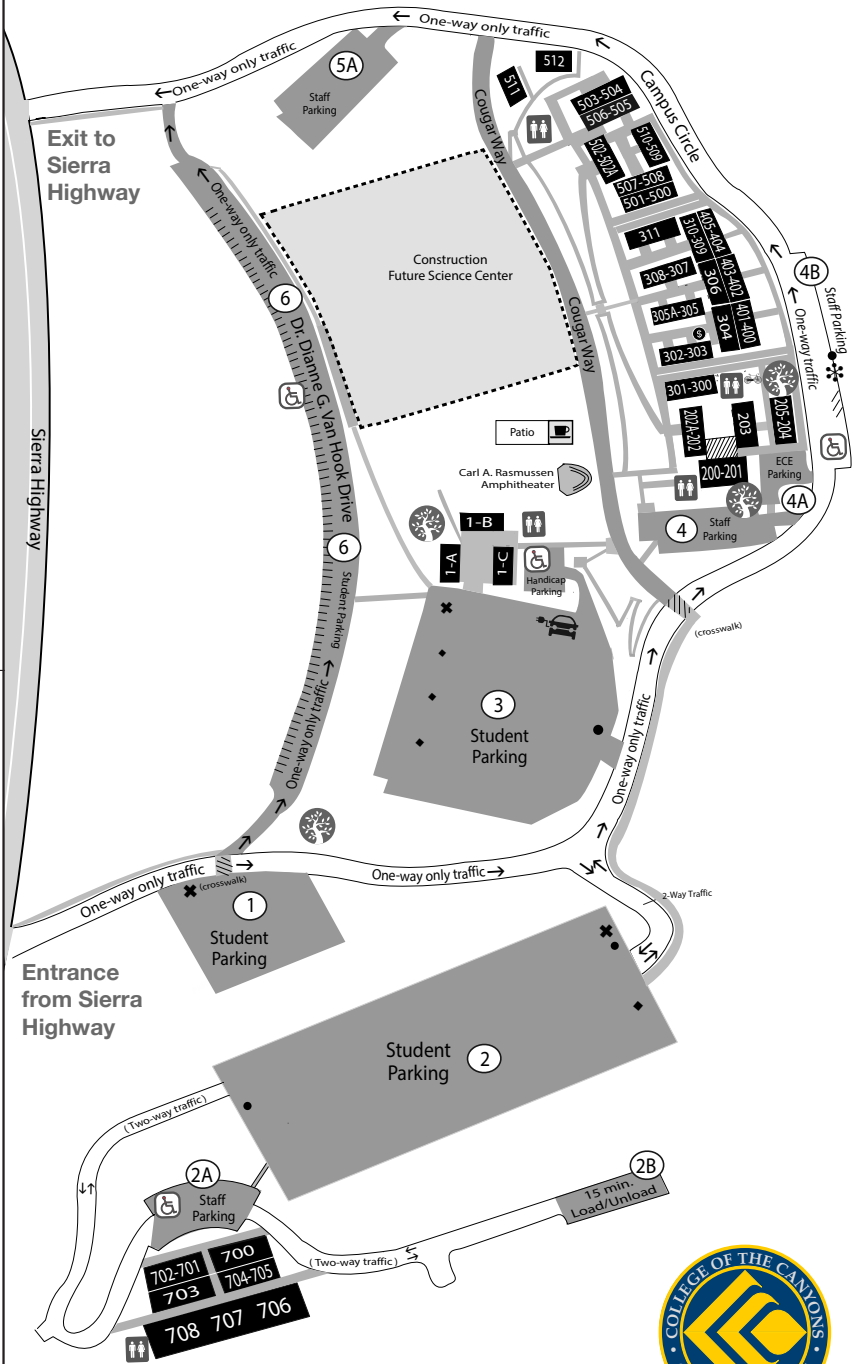 One-way only traffic
512
5A
Staff
Parking
One-way only traffic
511
Cougar Way
Campus Circle
503-504
506-505
Exit to
Sierra
Highway
502-502A
510-509
507-508
501-500
One-way only traffic
Construction
Future Science Center
311
310-309
405-404
308-307
306
403-402
4B
Staff Parking
6
Cougar Way
305A-305
304
401-400
One-way traffic
$
302-303
Dr. Dianne G. Van Hook Drive
301-300
202A-202
203
205-204
Patio
200-201
ECE
Parking
Carl A. Rasmussen
Amphitheater
4A
Sierra Highway
1-B
4
Staff
Parking
6
1-A
1-C
Handicap
Parking
Student Parking
(crosswalk)
3
Student
Parking
One-way only traffic
One-way only traffic
One-way only traffic
(crosswalk)
One-way only traffic
2-Way Traffic
1
Student
Parking
Entrance
from Sierra
Highway
Student
Parking
2
(Two-way traffic)
2A
Staff
Parking
2B
15 min.
Load/Unload
702-701
700
703
704-705
(Two-way traffic)
708 707 706
COLLEGE OF THE CANYONS